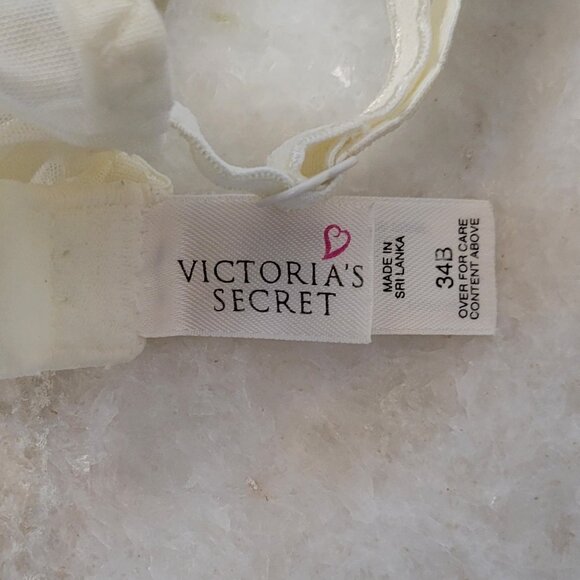 VICTORIA'S
SECRET
MADE IN
SRI LANKA
34B
OVER FOR CARE
CONTENT ABOVE